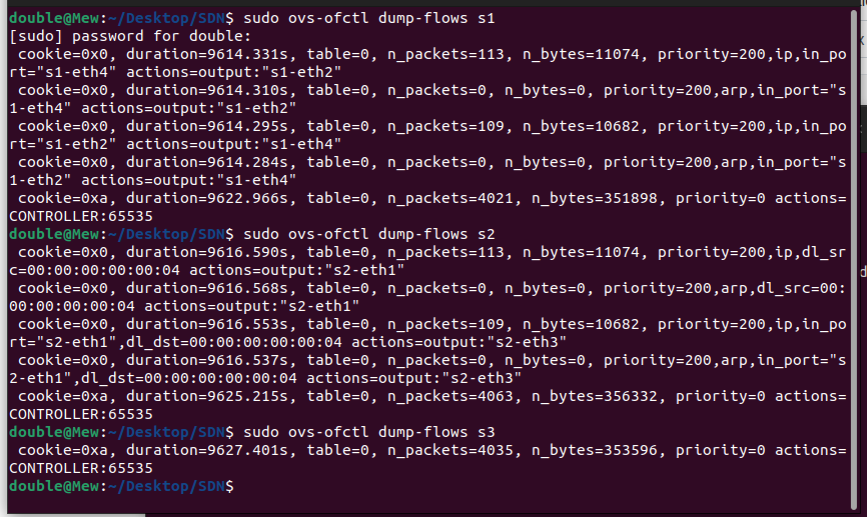 double@Mew:~/Desktop/SDN$ sudo ovs-ofctl dump-flows s1
[sudo] password for double:
 cookie=0x0, duration=9614.331s, table=0, n_packets=113, n_bytes=11074, priority=200,ip,in_po
rt="s1-eth4" actions=output:"s1-eth2"
 cookie=0x0, duration=9614.310s, table=0, n_packets=0, n_bytes=0, priority=200,arp,in_port="s
1-eth4" actions=output:"s1-eth2"
 cookie=0x0, duration=9614.295s, table=0, n_packets=109, n_bytes=10682, priority=200,ip,in_po
rt="s1-eth2" actions=output:"s1-eth4"
 cookie=0x0, duration=9614.284s, table=0, n_packets=0, n_bytes=0, priority=200,arp,in_port="s
1-eth2" actions=output:"s1-eth4"
 cookie=0xa, duration=9622.966s, table=0, n_packets=4021, n_bytes=351898, priority=0 actions=
CONTROLLER:65535
double@Mew:~/Desktop/SDN$ sudo ovs-ofctl dump-flows s2
 cookie=0x0, duration=9616.590s, table=0, n_packets=113, n_bytes=11074, priority=200,ip,dl_sr
c=00:00:00:00:00:04 actions=output:"s2-eth1"
 cookie=0x0, duration=9616.568s, table=0, n_packets=0, n_bytes=0, priority=200,arp,dl_src=00:
00:00:00:00:04 actions=output:"s2-eth1"
 cookie=0x0, duration=9616.553s, table=0, n_packets=109, n_bytes=10682, priority=200,ip,in_po
rt="s2-eth1",dl_dst=00:00:00:00:00:04 actions=output:"s2-eth3"
 cookie=0x0, duration=9616.537s, table=0, n_packets=0, n_bytes=0, priority=200,arp,in_port="s
2-eth1",dl_dst=00:00:00:00:00:04 actions=output:"s2-eth3"
 cookie=0xa, duration=9625.215s, table=0, n_packets=4063, n_bytes=356332, priority=0 actions=
CONTROLLER:65535
double@Mew:~/Desktop/SDN$ sudo ovs-ofctl dump-flows s3
 cookie=0xa, duration=9627.401s, table=0, n_packets=4035, n_bytes=353596, priority=0 actions=
CONTROLLER:65535
double@Mew:~/Desktop/SDN$